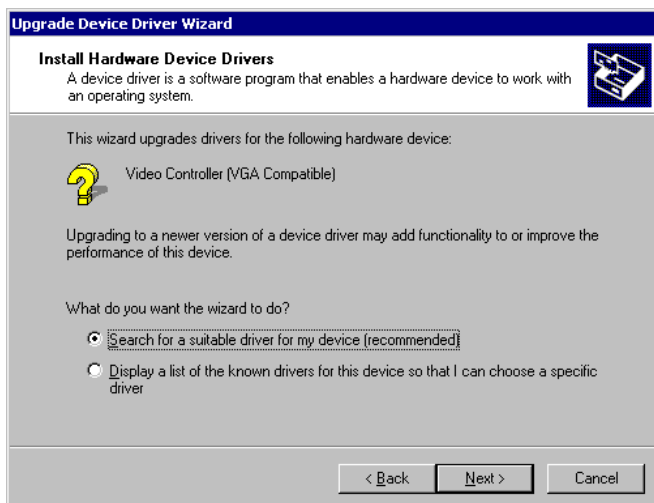 Upgrade Device Driver Wizard
Install Hardware Device Drivers
A device driver is a software program that enables a hardware device to work with
an operating system.
This wizard upgrades drivers for the following hardware device:
Video Controller (VGA Compatible)
Upgrading to a newer version of a device driver may add functionality to or improve the
performance of this device.
What do you want the wizard to do?
Search for a suitable driver for my device (recommended)
Display a list of the known drivers for this device so that I can choose a specific
driver
< Back
Next >
Cancel